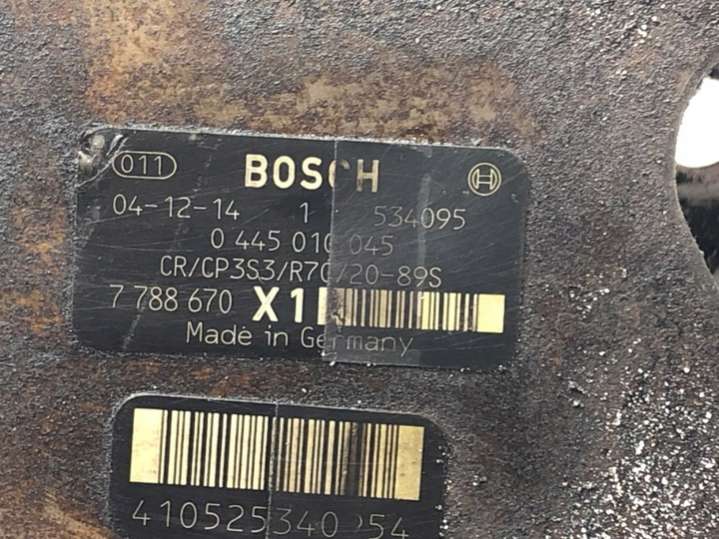 011 BOSCH
04-12-14 1 534095
0 445 010 045
CR/CP3S3/R70/20-89S
7 788 670 X1
Made in Germany